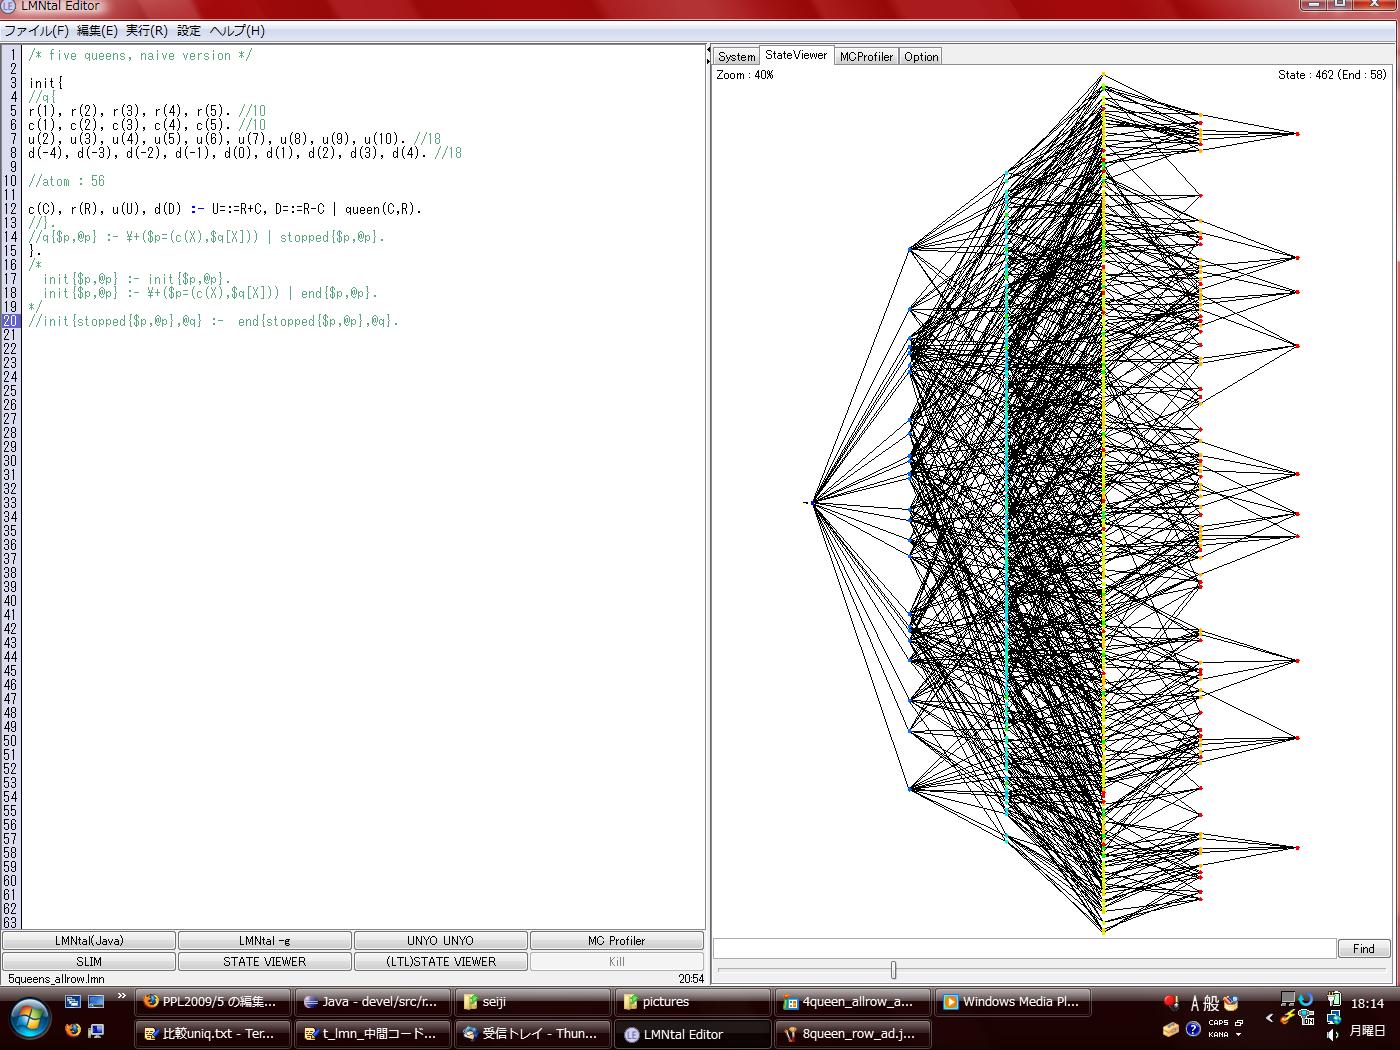 LMNtal Editor
ファイル(F) 編集(E) 実行(R) 設定 ヘルプ(H)
1 /* five queens, naive version */
2
3 init{
4 //q{
5 r(1), r(2), r(3), r(4), r(5). //10
6 c(1), c(2), c(3), c(4), c(5). //10
7 u(2), u(3), u(4), u(5), u(6), u(7), u(8), u(9), u(10). //18
8 d(-4), d(-3), d(-2), d(-1), d(0), d(1), d(2), d(3), d(4). //18
9
10 //atom : 56
11
12 c(C), r(R), u(U), d(D) :- U=:=R+C, D=:=R-C | queen(C,R).
13 //}.
14 //q{$p,@p} :- ¥+($p=(c(X),$q[X])) | stopped{$p,@p}.
15 }.
16 /*
17 init{$p,@p} :- init{$p,@p}.
18 init{$p,@p} :- ¥+($p=(c(X),$q[X])) | end{$p,@p}.
19 */
20 //init{stopped{$p,@p},@q} :- end{stopped{$p,@p},@q}.
21
22
23
24
25
26
27
28
29
30
31
32
33
34
35
36
37
38
39
40
41
42
43
44
45
46
47
48
49
50
51
52
53
54
55
56
57
58
59
60
61
62
63
LMNtal(Java) LMNtal -g UNYO UNYO MC Profiler
SLIM STATE VIEWER (LTL)STATE VIEWER Kill
5queens_allrow.lmn 20:54
System StateViewer MCProfiler Option
Zoom : 40% State : 462 (End : 58)
Find
PPL2009/5 の編集... Java - devel/src/r... seiji pictures 4queen_allrow_a... Windows Media Pl...
比較uniq.txt - Ter... t_lmn_中間コード... 受信トレイ - Thun... LMNtal Editor 8queen_row_ad.j...
A 般
CAPS
KANA
18:14
月曜日